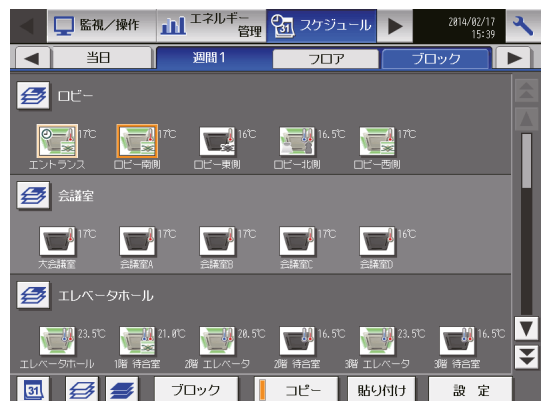 監視/操作
エネルギー
管理
31
スケジュール
2014/02/17
15:39
当日
週間1
フロア
ブロック
ロビー
17℃
17℃
16℃
16.5℃
17℃
エントランス
ロビー南側
ロビー東側
ロビー北側
ロビー西側
会議室
17℃
17℃
17℃
17℃
16℃
大会議室
会議室A
会議室B
会議室C
会議室D
エレベータホール
23.5℃
21.0℃
20.5℃
16.5℃
23.5℃
16.5℃
エレベータホール
1階 待合室
2階 エレベータ
2階 待合室
3階 エレベータ
3階 待合室
31
ブロック
コピー
貼り付け
設 定